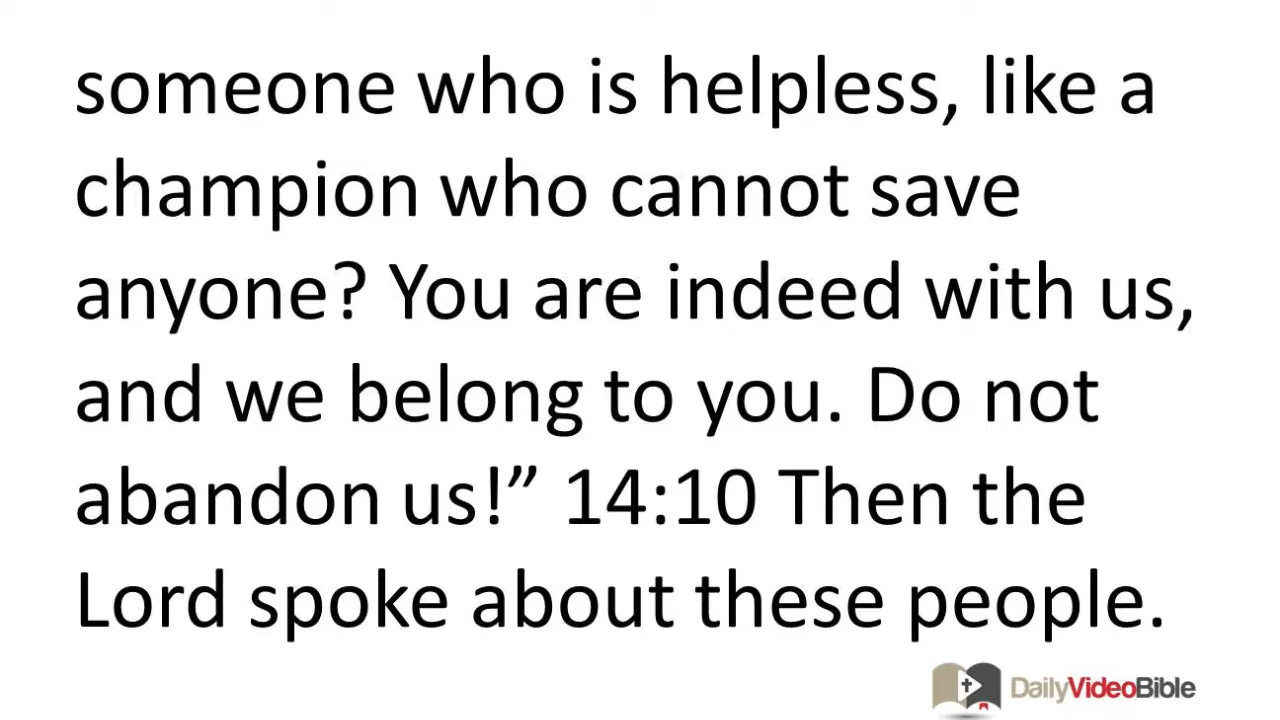 someone who is helpless, like a
champion who cannot save
anyone? You are indeed with us,
and we belong to you. Do not
abandon us!” 14:10 Then the
Lord spoke about these people.
DailyVideoBible